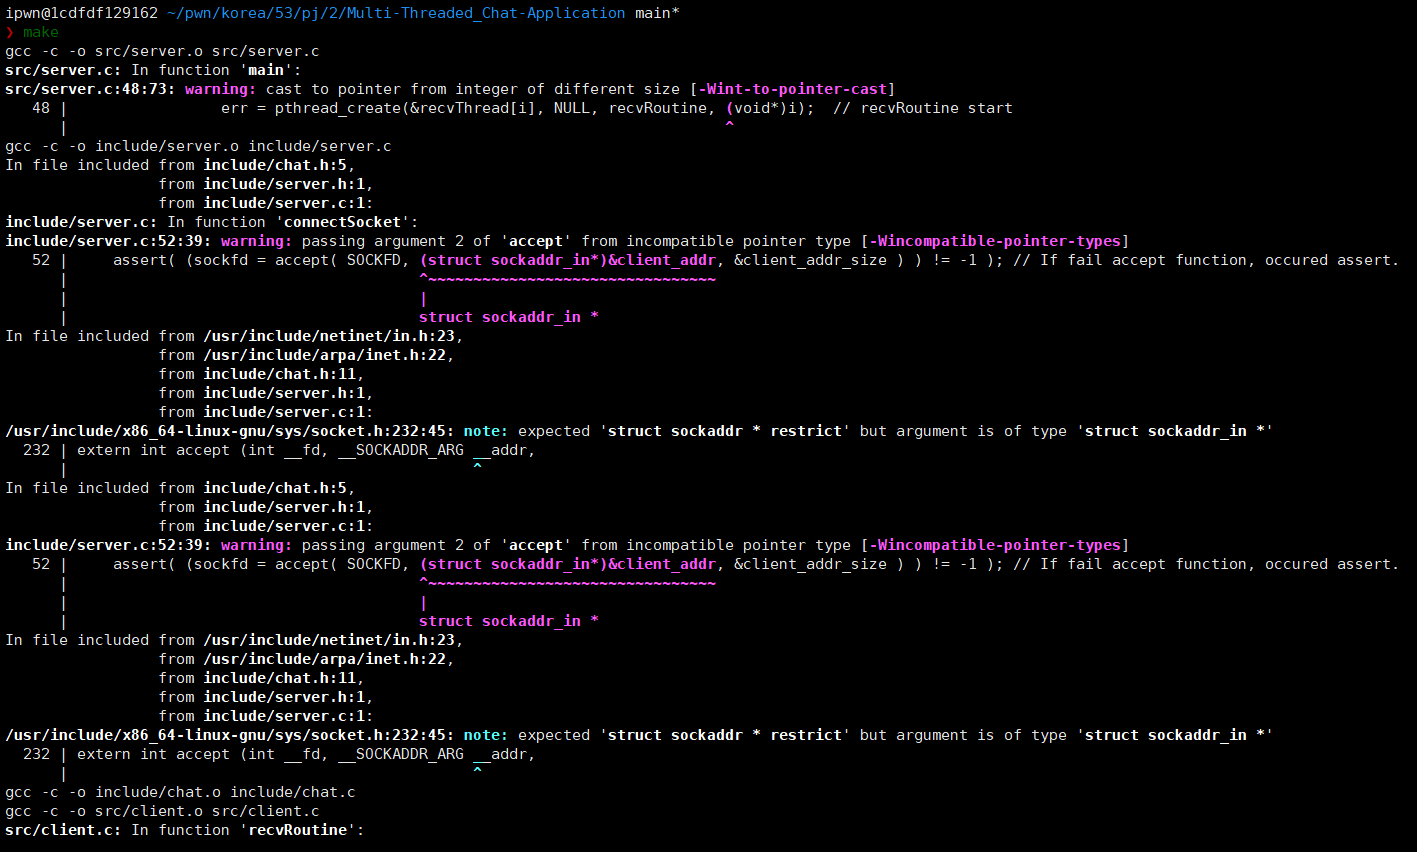 ipwn@1cdfdf129162 ~/pwn/korea/53/pj/2/Multi-Threaded_Chat-Application main*
❯ make
gcc -c -o src/server.o src/server.c
src/server.c: In function 'main':
src/server.c:48:73: warning: cast to pointer from integer of different size [-Wint-to-pointer-cast]
   48 |                 err = pthread_create(&recvThread[i], NULL, recvRoutine, (void*)i);  // recvRoutine start
      |                                                                         ^
gcc -c -o include/server.o include/server.c
In file included from include/chat.h:5,
                 from include/server.h:1,
                 from include/server.c:1:
include/server.c: In function 'connectSocket':
include/server.c:52:39: warning: passing argument 2 of 'accept' from incompatible pointer type [-Wincompatible-pointer-types]
   52 |     assert( (sockfd = accept( SOCKFD, (struct sockaddr_in*)&client_addr, &client_addr_size ) ) != -1 ); // If fail accept function, occured assert.
      |                                       ^~~~~~~~~~~~~~~~~~~~~~~~~~~~~~~~~
      |                                       |
      |                                       struct sockaddr_in *
In file included from /usr/include/netinet/in.h:23,
                 from /usr/include/arpa/inet.h:22,
                 from include/chat.h:11,
                 from include/server.h:1,
                 from include/server.c:1:
/usr/include/x86_64-linux-gnu/sys/socket.h:232:45: note: expected 'struct sockaddr * restrict' but argument is of type 'struct sockaddr_in *'
  232 | extern int accept (int __fd, __SOCKADDR_ARG __addr,
      |                                             ^
In file included from include/chat.h:5,
                 from include/server.h:1,
                 from include/server.c:1:
include/server.c:52:39: warning: passing argument 2 of 'accept' from incompatible pointer type [-Wincompatible-pointer-types]
   52 |     assert( (sockfd = accept( SOCKFD, (struct sockaddr_in*)&client_addr, &client_addr_size ) ) != -1 ); // If fail accept function, occured assert.
      |                                       ^~~~~~~~~~~~~~~~~~~~~~~~~~~~~~~~~
      |                                       |
      |                                       struct sockaddr_in *
In file included from /usr/include/netinet/in.h:23,
                 from /usr/include/arpa/inet.h:22,
                 from include/chat.h:11,
                 from include/server.h:1,
                 from include/server.c:1:
/usr/include/x86_64-linux-gnu/sys/socket.h:232:45: note: expected 'struct sockaddr * restrict' but argument is of type 'struct sockaddr_in *'
  232 | extern int accept (int __fd, __SOCKADDR_ARG __addr,
      |                                             ^
gcc -c -o include/chat.o include/chat.c
gcc -c -o src/client.o src/client.c
src/client.c: In function 'recvRoutine':